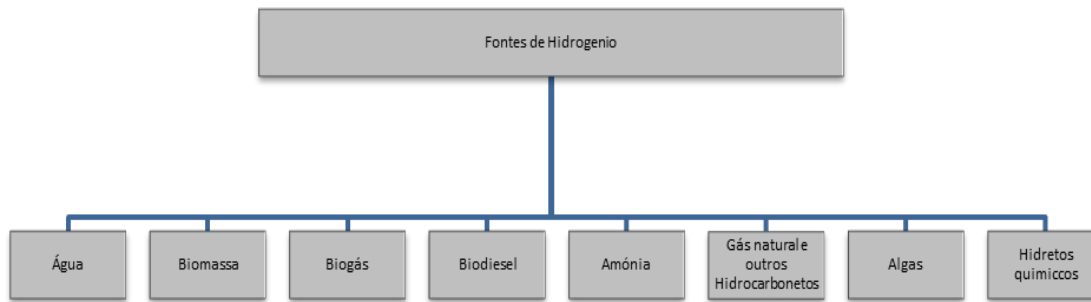 Fontes de Hidrogenio
Água
Biomassa
Biogás
Biodiesel
Amónia
Gás natural e
outros
Hidrocarbonetos
Algas
Hidretos
quimiccos